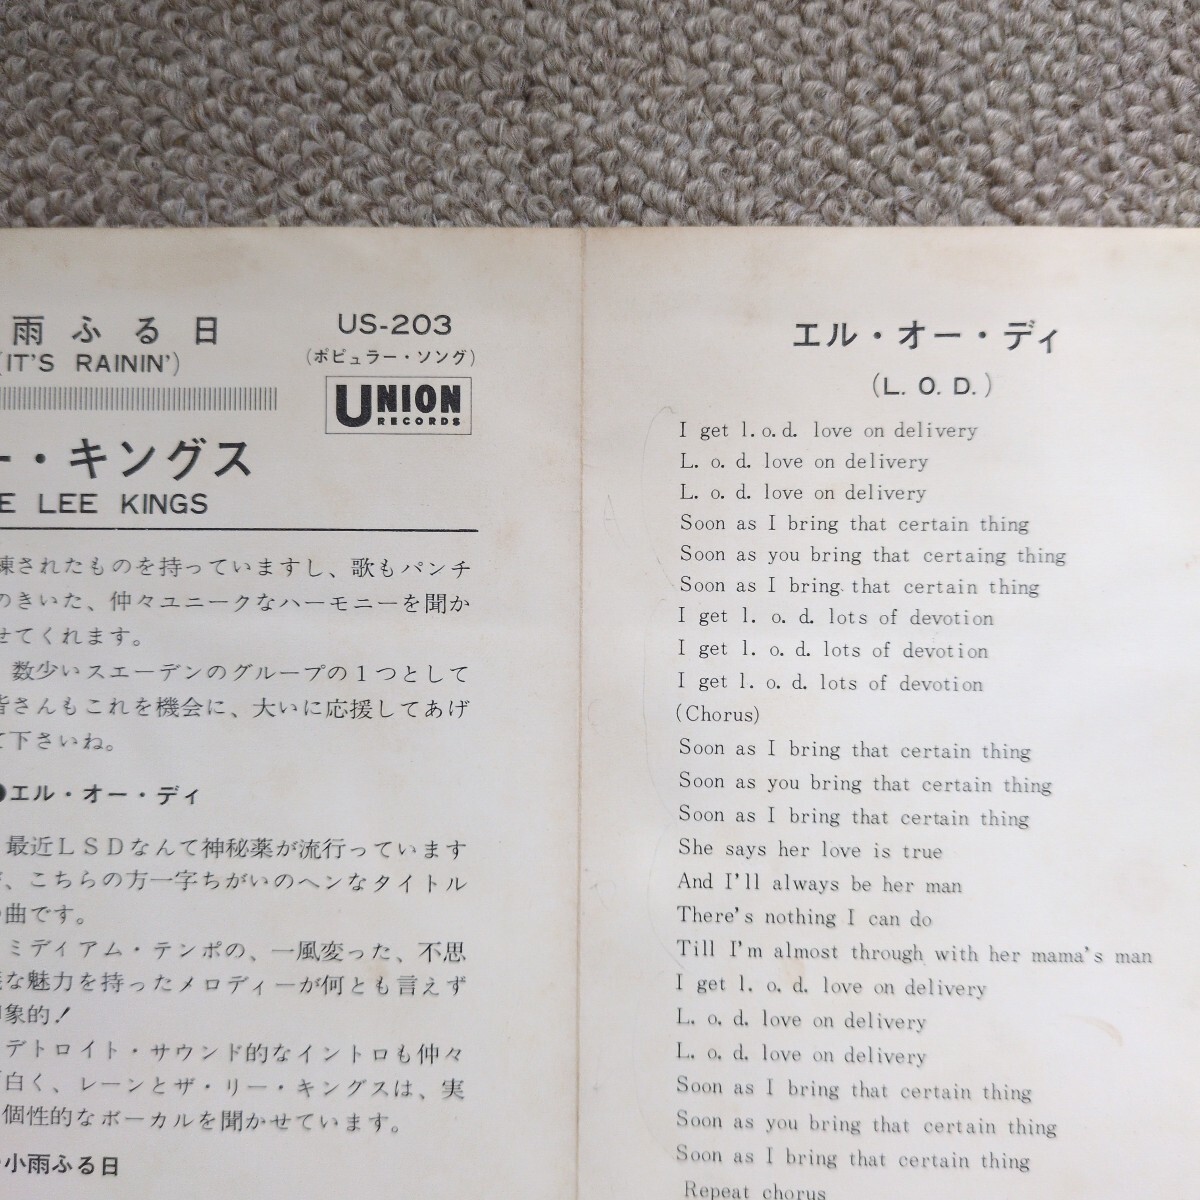 雨ふる日
(IT'S RAININ')
US-203
(ポピュラー・ソング)
UNION
RECORDS
ー・キングス
E LEE KINGS
練されたものを持っていますし、歌もパンチ
のきいた、仲々ユニークなハーモニーを聞か
せてくれます。
数少いスエーデンのグループの1つとして
皆さんもこれを機会に、大いに応援してあげ
て下さいね。
●エル・オー・ディ
最近LSDなんて神秘薬が流行っています
が、こちらの方一字ちがいのヘンなタイトル
の曲です。
ミディアム・テンポの、一風変った、不思
議な魅力を持ったメロディーが何とも言えず
印象的!
デトロイト・サウンド的なイントロも仲々
面白く、レーンとザ・リー・キングスは、実
に個性的なボーカルを聞かせています。
●小雨ふる日
エル・オー・ディ
(L. O. D.)
I get l.o.d. love on delivery
L. o. d. love on delivery
L. o. d. love on delivery
Soon as I bring that certain thing
Soon as you bring that certaing thing
Soon as I bring that certain thing
I get l. o. d. lots of devotion
I get l. o. d. lots of devotion
I get l. o. d. lots of devotion
(Chorus)
Soon as I bring that certain thing
Soon as you bring that certain thing
Soon as I bring that certain thing
She says her love is true
And I'll always be her man
There's nothing I can do
Till I'm almost through with her mama's man
I get l. o. d. love on delivery
L. o. d. love on delivery
L. o. d. love on delivery
Soon as I bring that certain thing
Soon as you bring that certain thing
Soon as I bring that certain thing
Repeat chorus